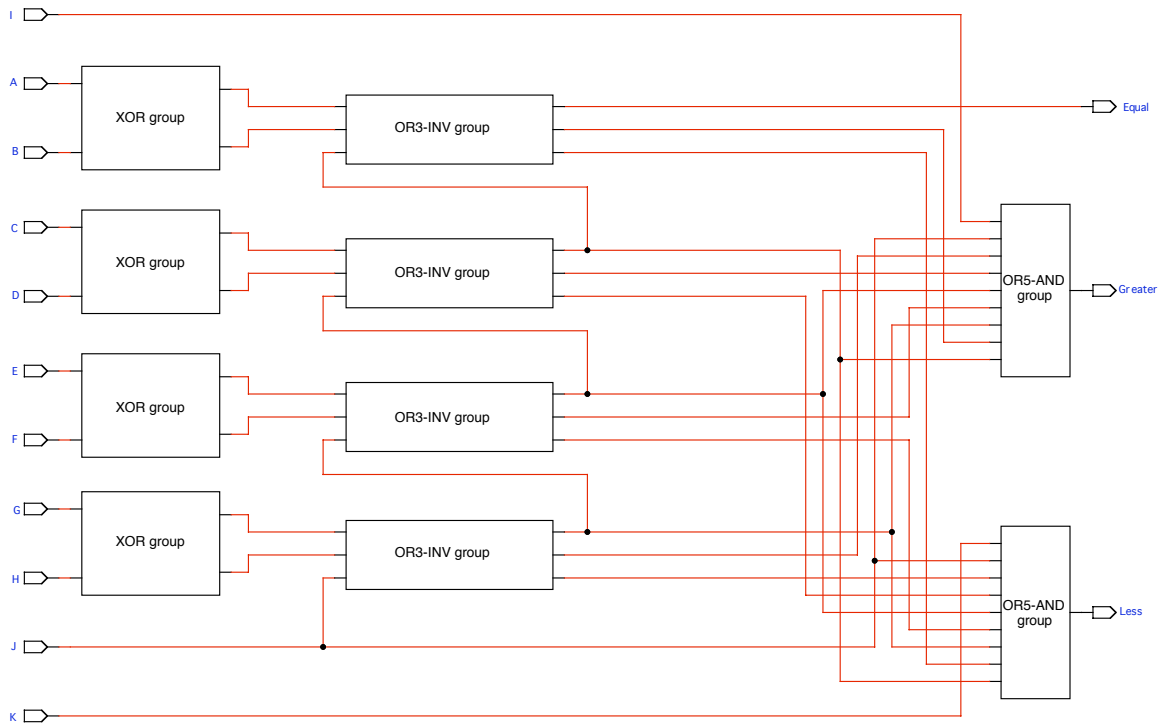 I
A
XOR group
B
OR3-INV group
Equal
C
XOR group
D
OR3-INV group
OR5-AND
group
Greater
E
XOR group
F
OR3-INV group
G
XOR group
H
OR3-INV group
OR5-AND
group
Less
J
K